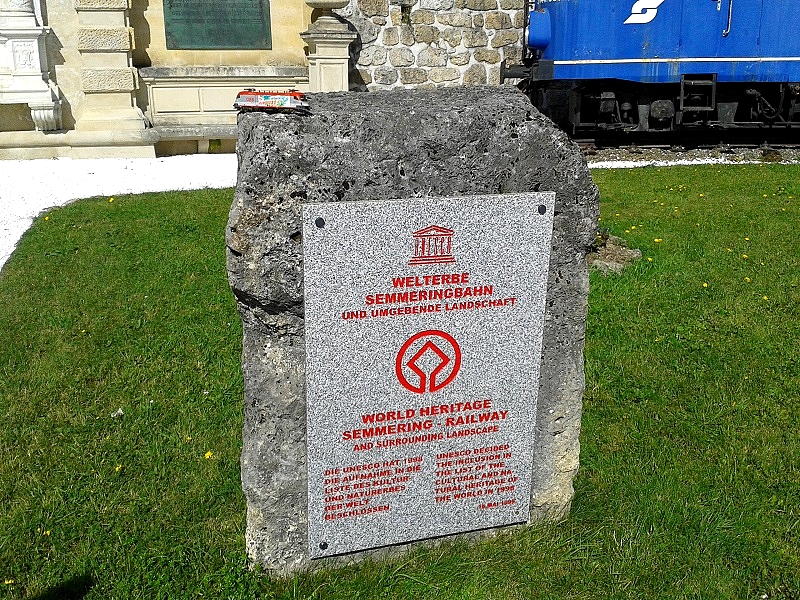 WELTERBE
SEMMERINGBAHN
UND UMGEBENDE LANDSCHAFT
WORLD HERITAGE
SEMMERING RAILWAY
AND SURROUNDING LANDSCAPE
DIE UNESCO HAT 1998
DIE AUFNAHME IN DIE
LISTE DES KULTUR
UND NATURERBES
DER WELT
BESCHLOSSEN
UNESCO DECIDED
THE INCLUSION IN
THE LIST OF THE
CULTURAL AND NA
TURAL HERITAGE OF
THE WORLD IN 1998